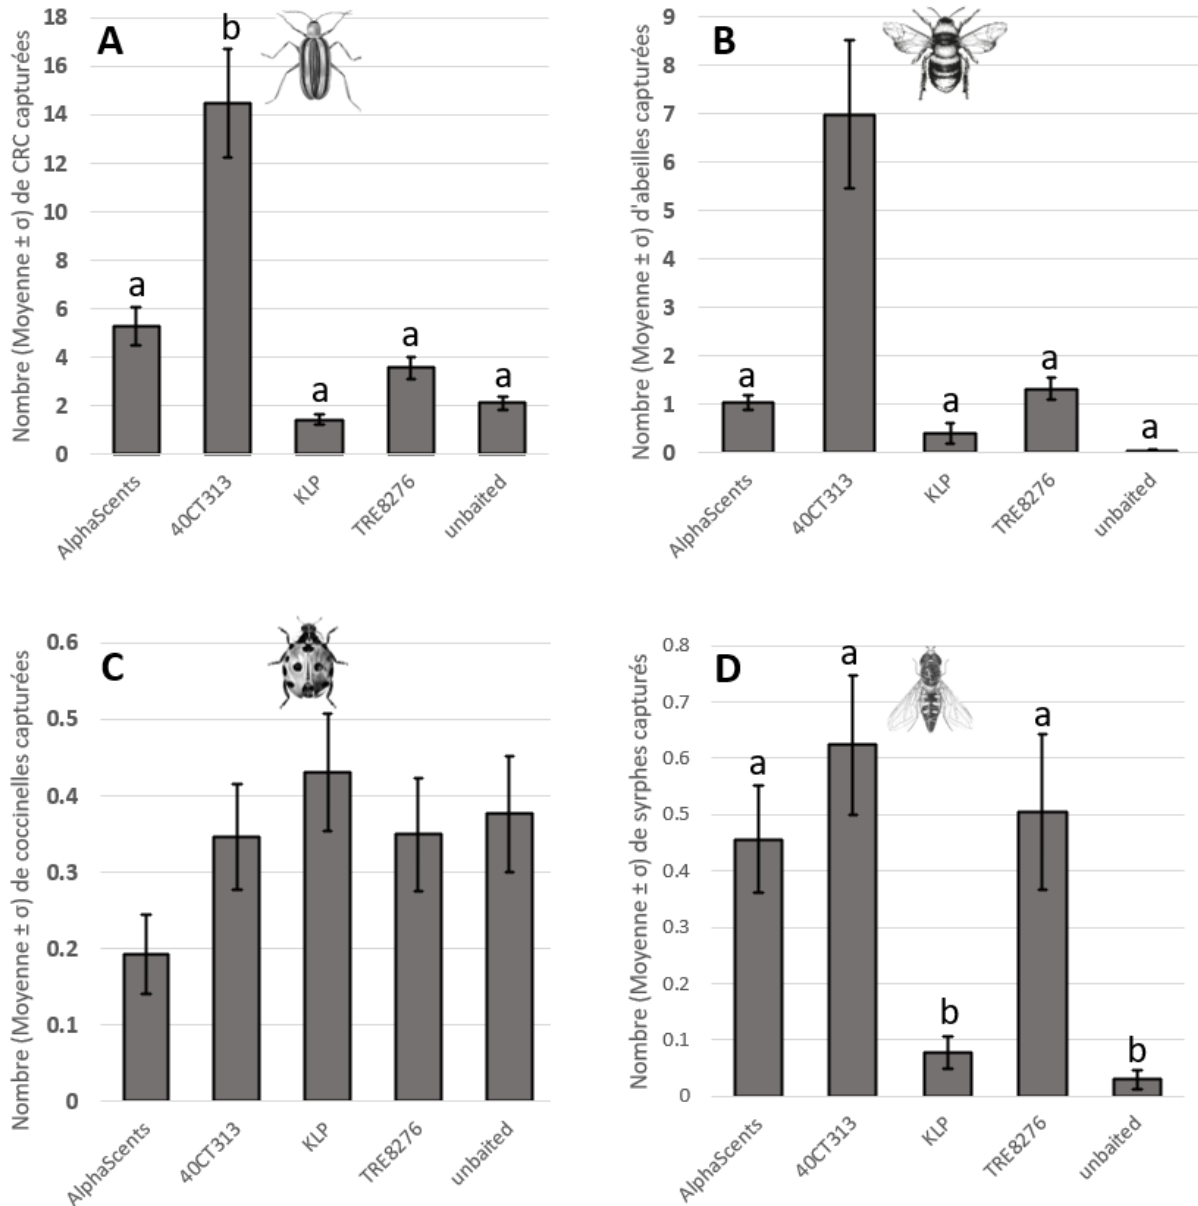 A
Nombre (Moyenne ± σ) de CRC capturées
18
16
14
12
10
8
6
4
2
0
a
b
a
a
a
AlphaScents
40CT313
KLP
TRE8276
unbaited
B
Nombre (Moyenne ± σ) d'abeilles capturées
9
8
7
6
5
4
3
2
1
0
a
a
a
a
AlphaScents
40CT313
KLP
TRE8276
unbaited
C
Nombre (Moyenne ± σ) de coccinelles capturées
0.6
0.5
0.4
0.3
0.2
0.1
0
AlphaScents
40CT313
KLP
TRE8276
unbaited
D
Nombre (Moyenne ± σ) de syrphes capturés
0.8
0.7
0.6
0.5
0.4
0.3
0.2
0.1
0
a
a
b
a
b
AlphaScents
40CT313
KLP
TRE8276
unbaited